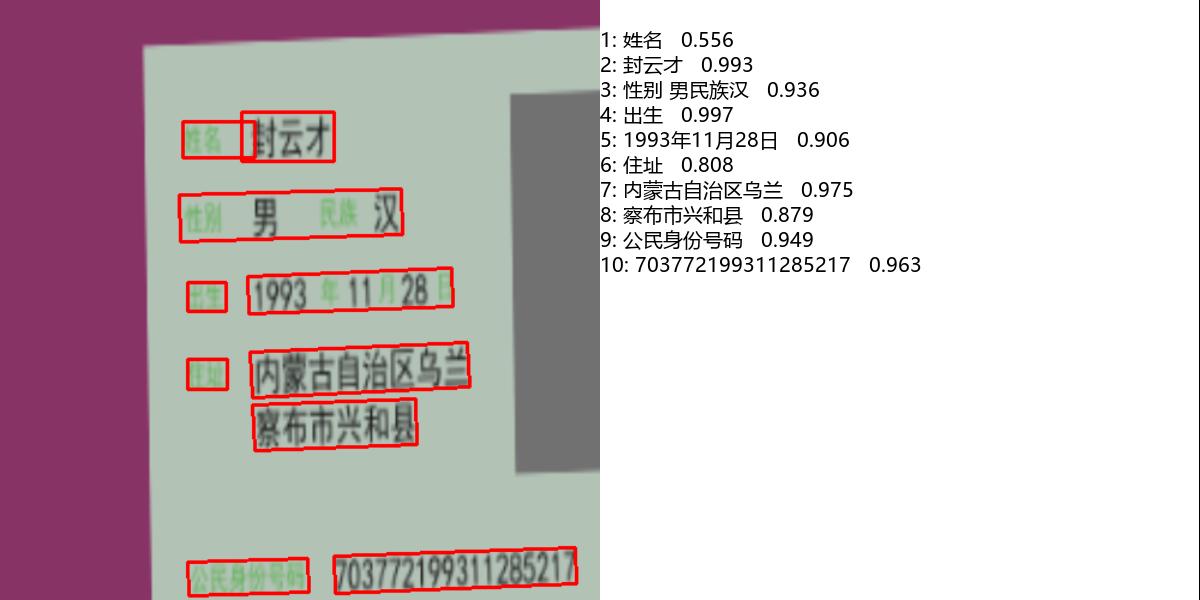 姓名 封云才
性别 男 民族 汉
出生 1993 年 11 月 28 日
住址 内蒙古自治区乌兰
察布市兴和县
公民身份号码 703772199311285217
1: 姓名 0.556
2: 封云才 0.993
3: 性别 男民族汉 0.936
4: 出生 0.997
5: 1993年11月28日 0.906
6: 住址 0.808
7: 内蒙古自治区乌兰 0.975
8: 察布市兴和县 0.879
9: 公民身份号码 0.949
10: 703772199311285217 0.963